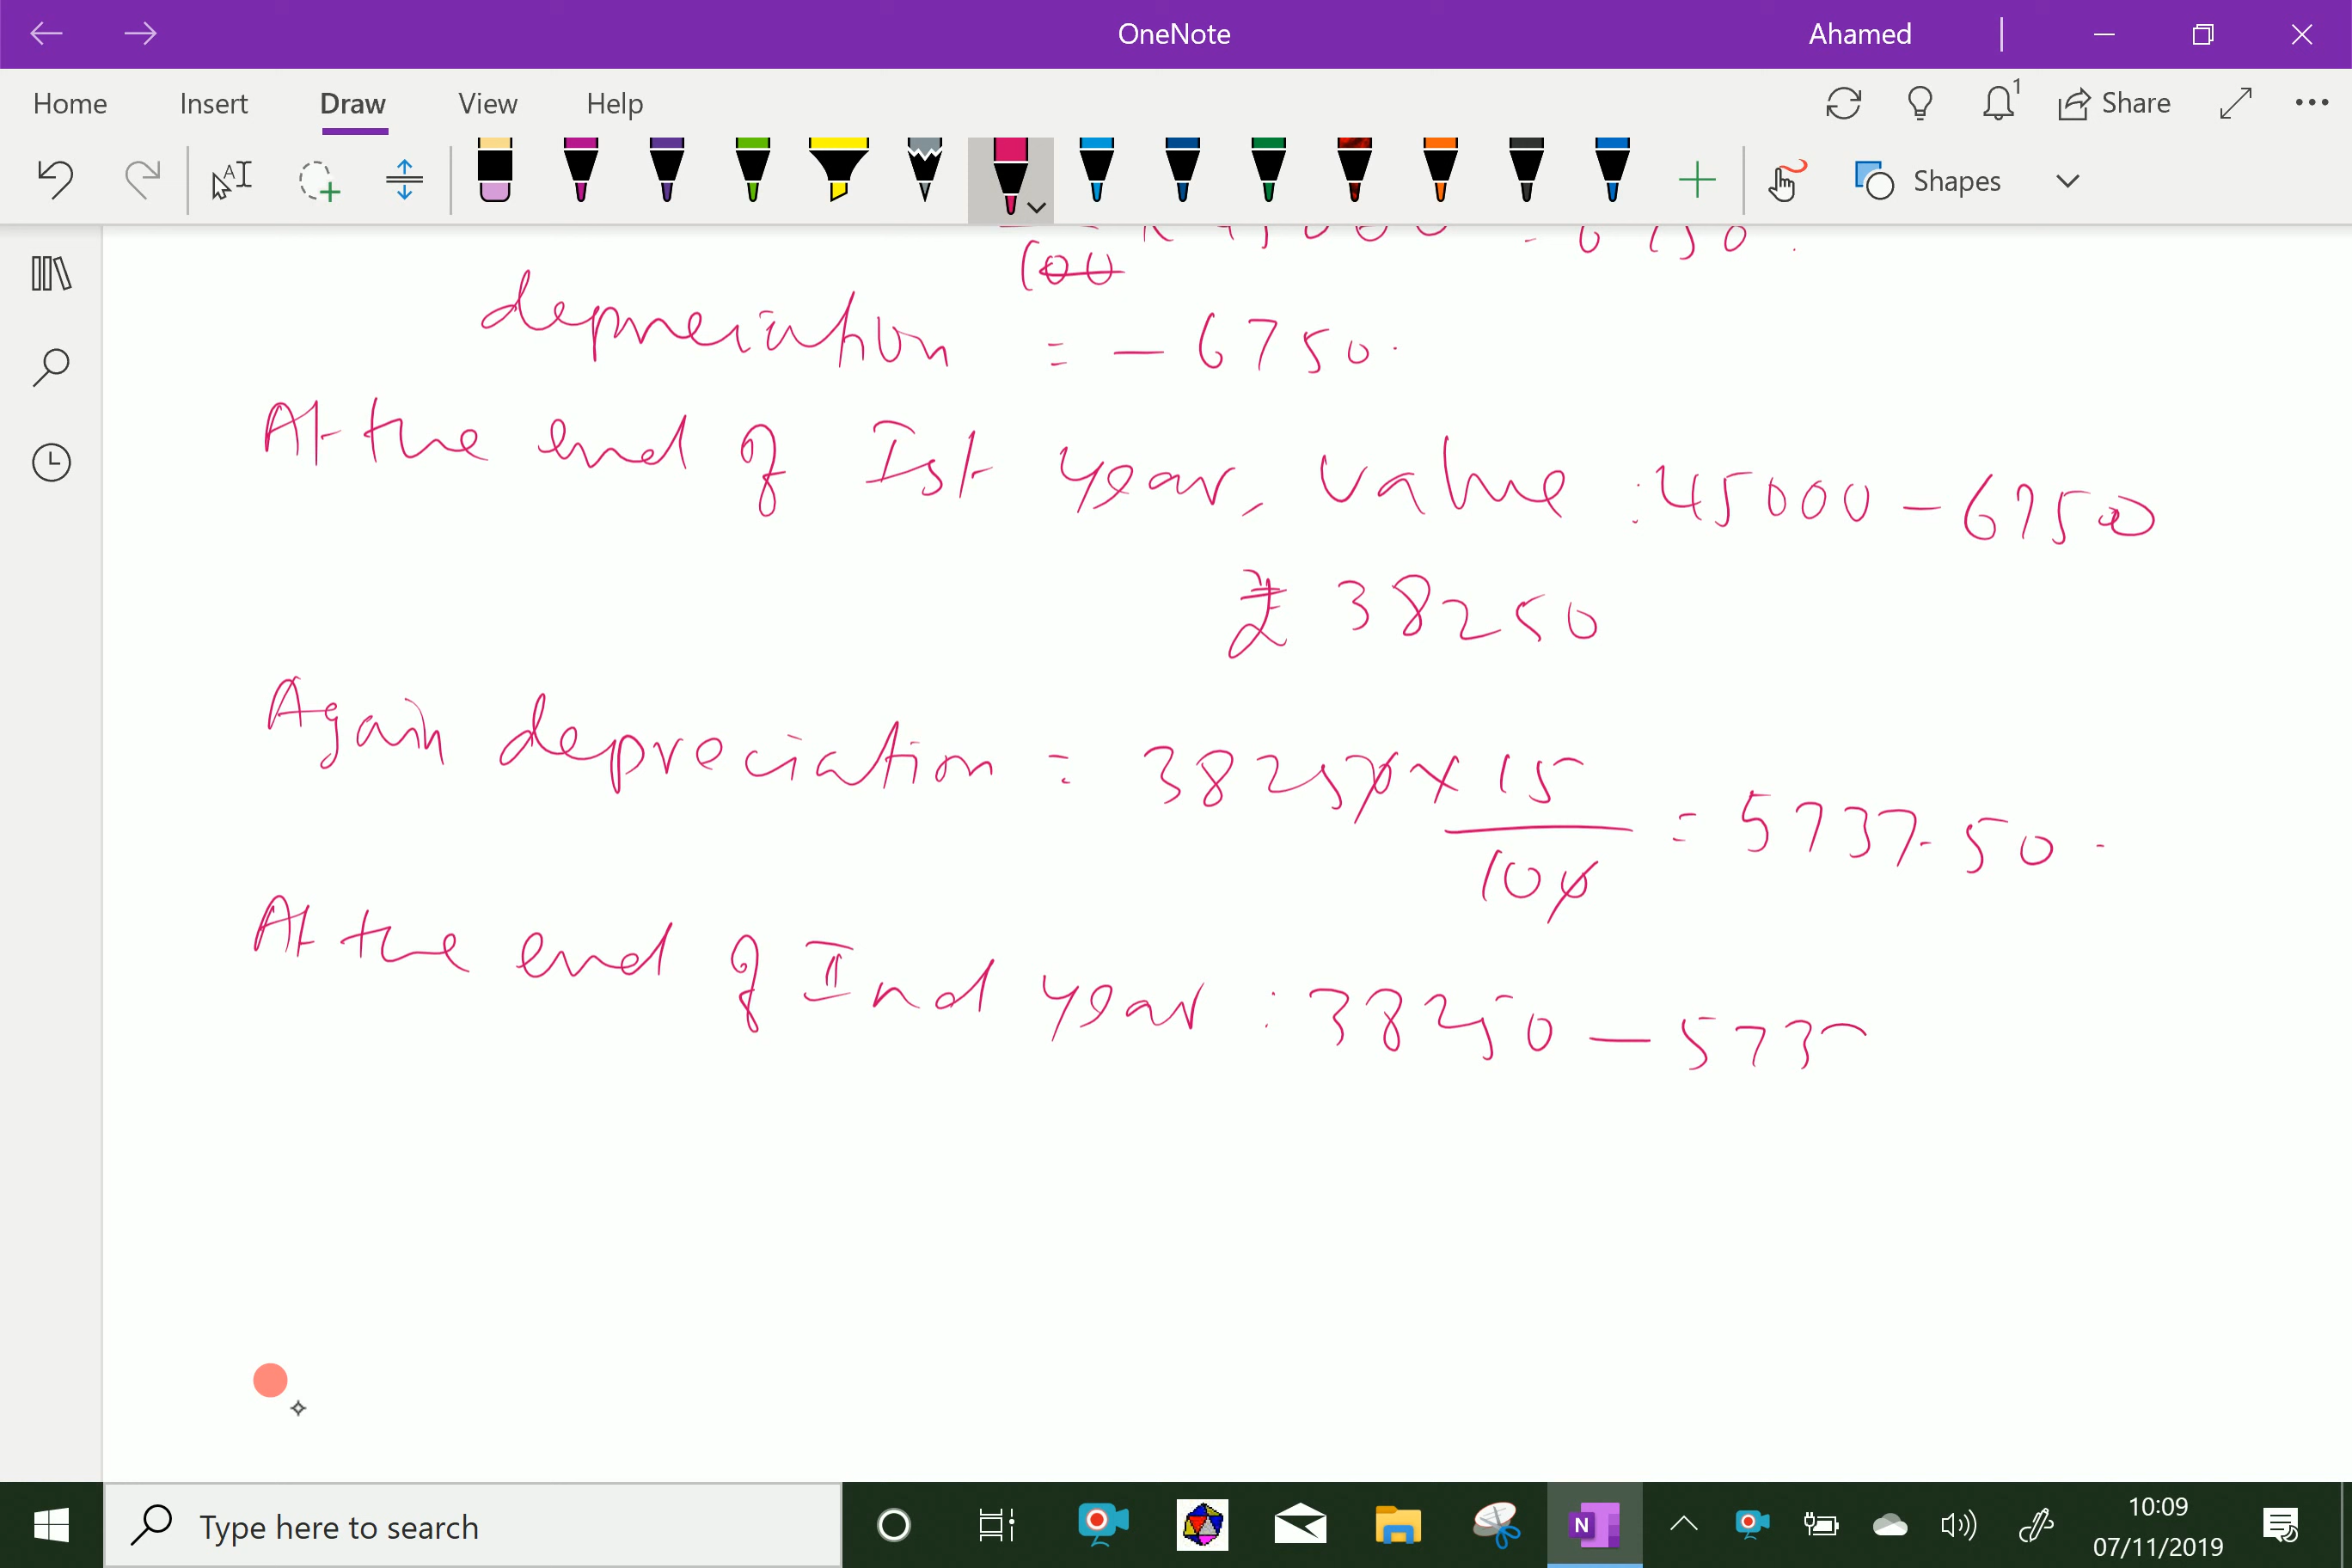 OneNote
Ahamed
Home Insert Draw View Help
1 Share
Shapes
100
depreciation = - 6750.
At the end of Ist year, value : 45000 - 6750
₹ 38250
Again depreciation = 38250 x 15
= 5737.50.
100
At the end of IInd year : 38250 - 573
Type here to search
N
10:09
07/11/2019